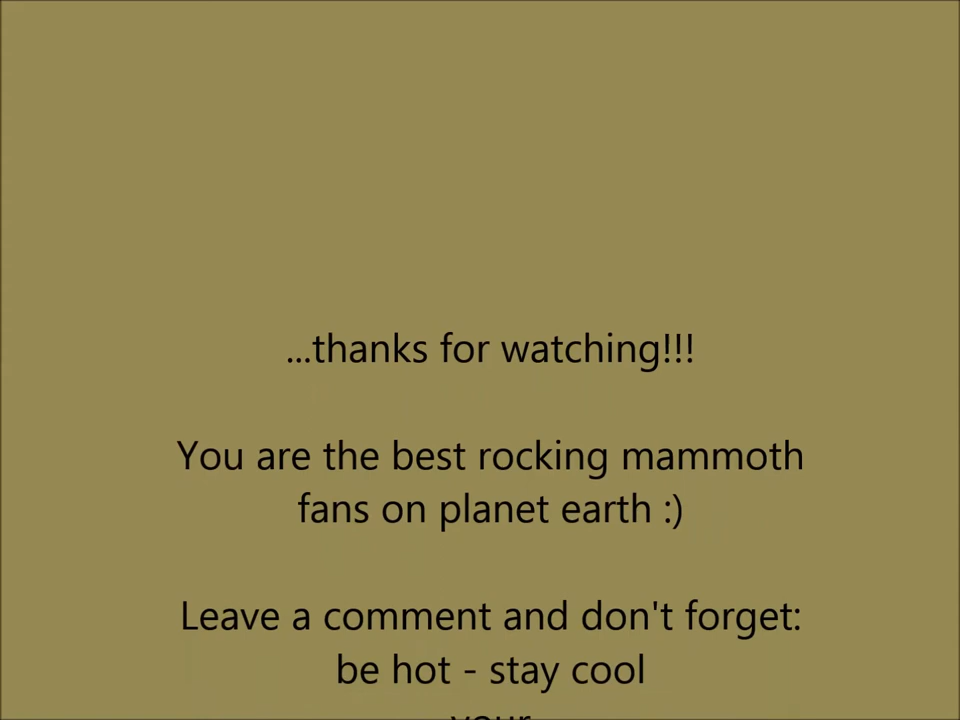 ...thanks for watching!!!
You are the best rocking mammoth
fans on planet earth :)
Leave a comment and don't forget:
be hot - stay cool
your